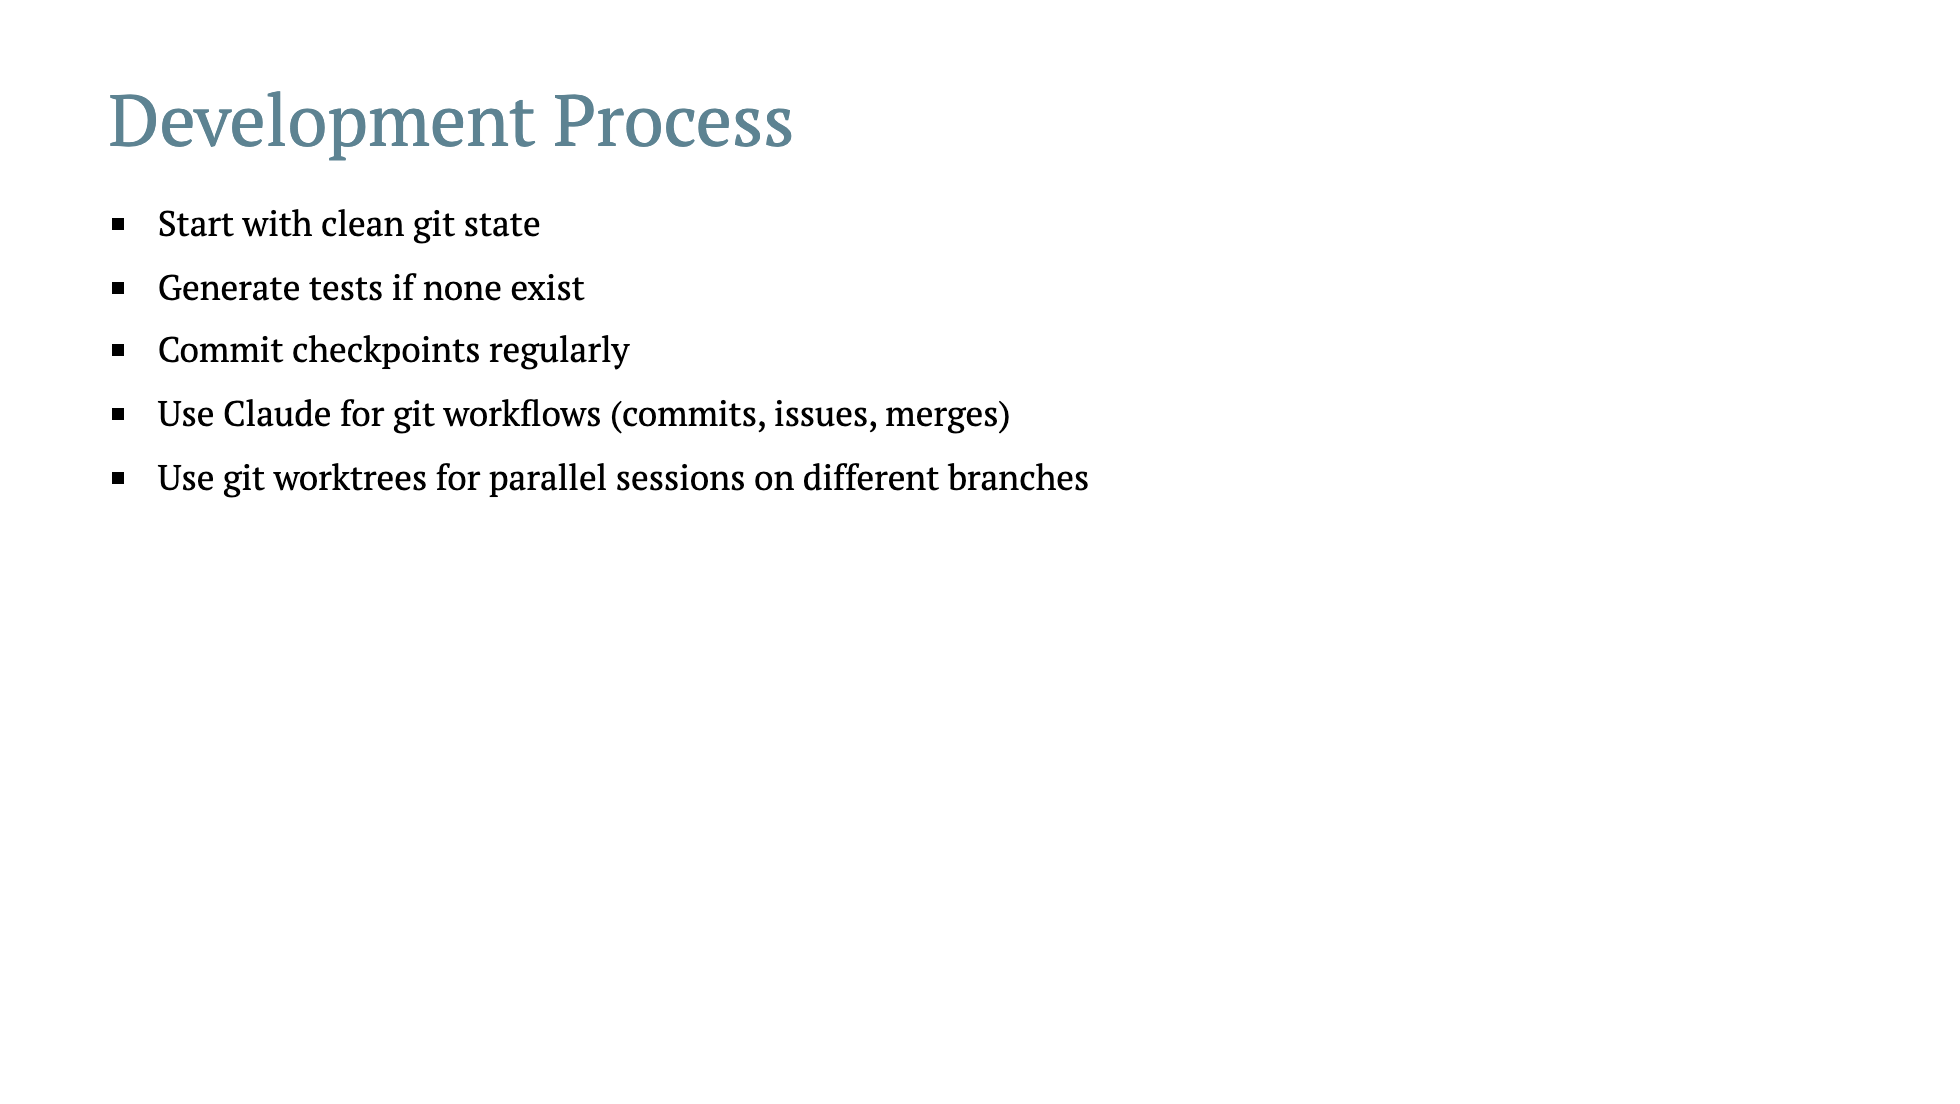 Development Process
▪ Start with clean git state
▪ Generate tests if none exist
▪ Commit checkpoints regularly
▪ Use Claude for git workflows (commits, issues, merges)
▪ Use git worktrees for parallel sessions on different branches